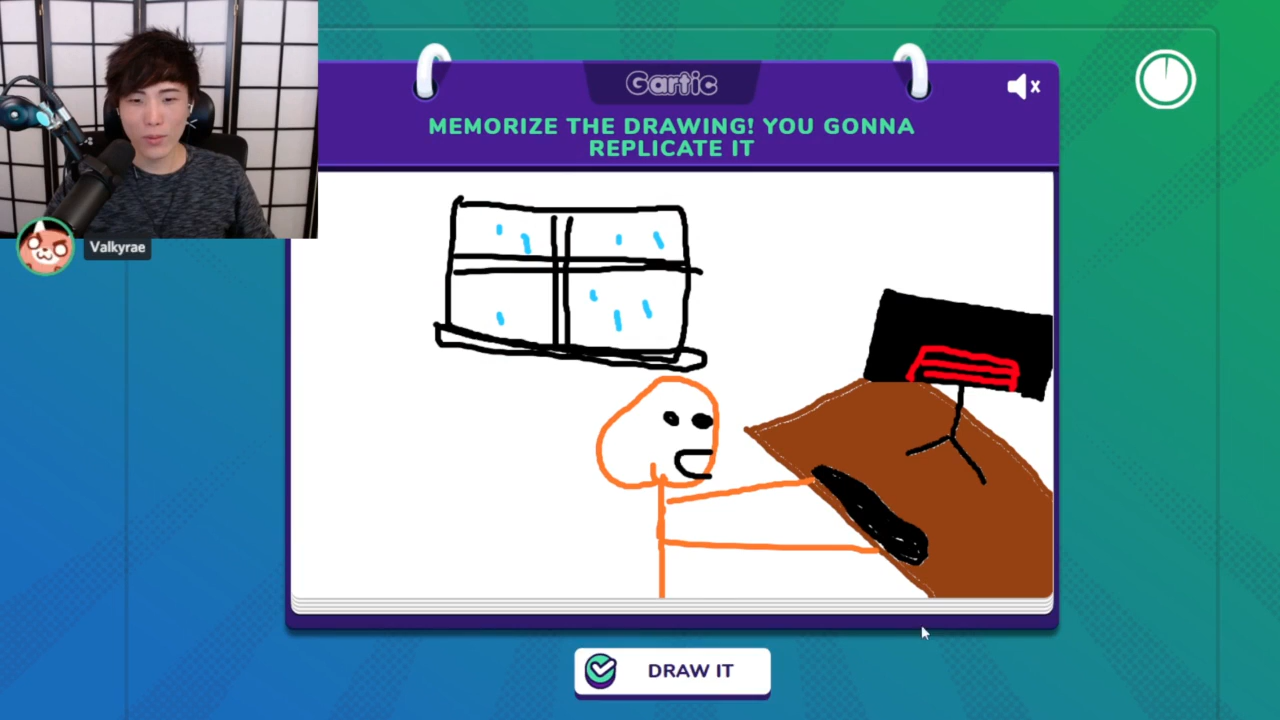 Gartic
MEMORIZE THE DRAWING! YOU GONNA
REPLICATE IT
Valkyrae
DRAW IT